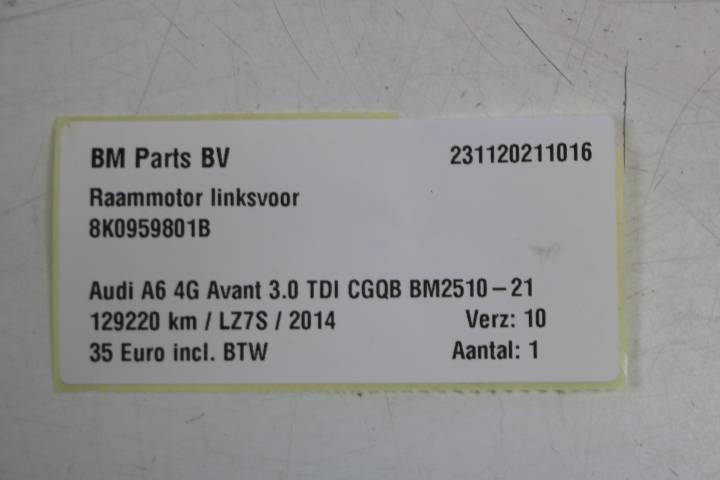 BM Parts BV 231120211016
Raammotor linksvoor
8K0959801B
Audi A6 4G Avant 3.0 TDI CGQB BM2510-21
129220 km / LZ7S / 2014 Verz: 10
35 Euro incl. BTW Aantal: 1